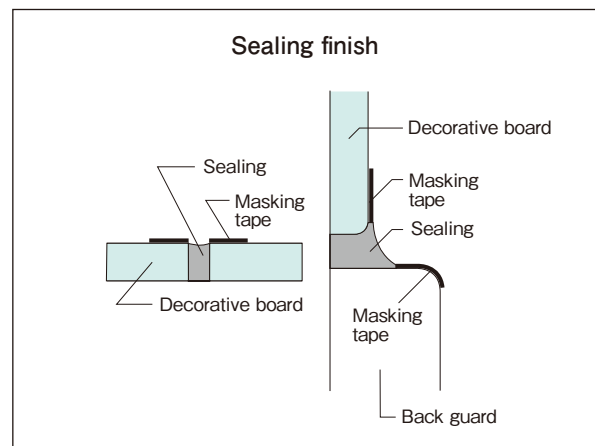 Sealing finish
Sealing
Masking
tape
Decorative board
Decorative board
Masking
tape
Sealing
Masking
tape
Back guard